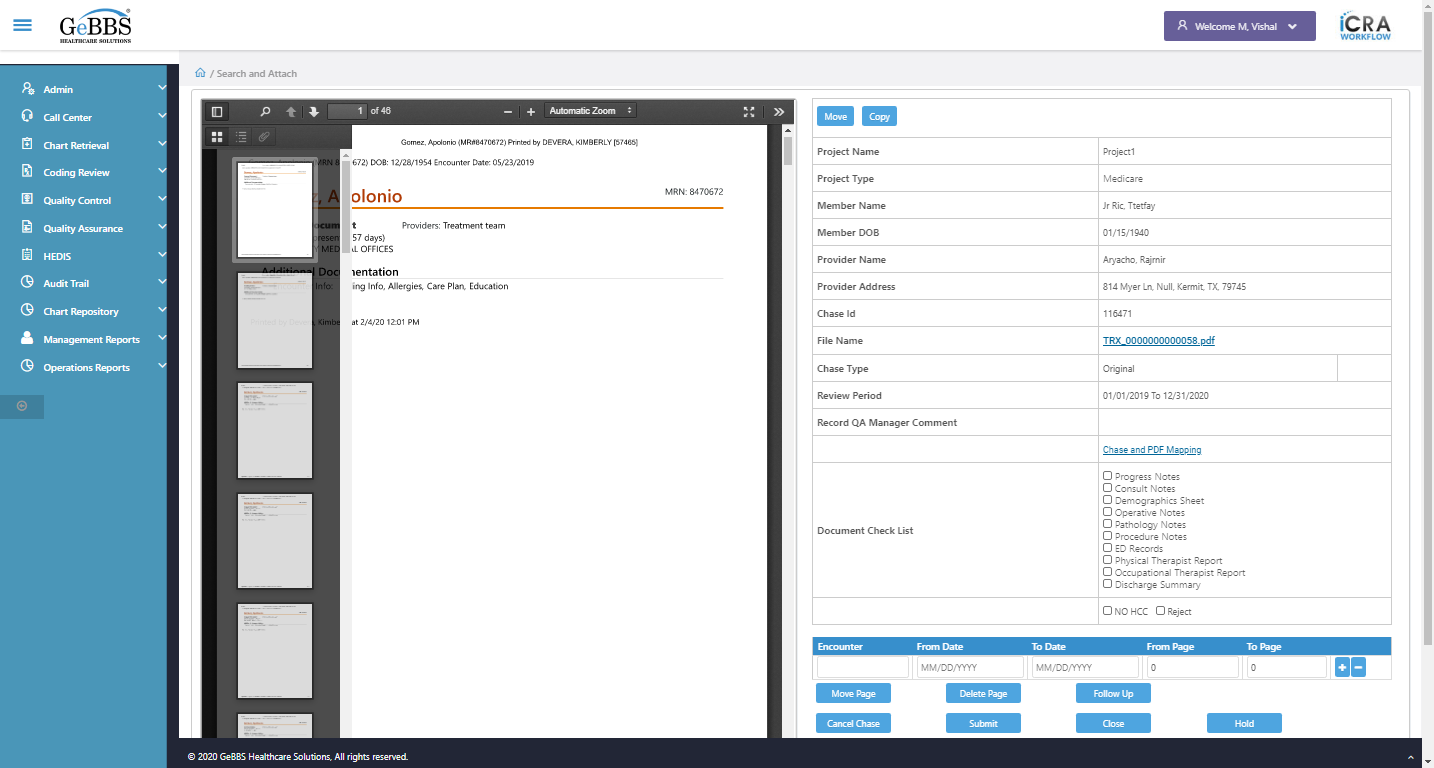 GeBBS
HEALTHCARE SOLUTIONS
Welcome M, Vishal
iCRA
WORKFLOW
/ Search and Attach
Admin
Call Center
Chart Retrieval
Coding Review
Quality Control
Quality Assurance
HEDIS
Audit Trail
Chart Repository
Management Reports
Operations Reports
1 of 46
Automatic Zoom
Gomez, Apolonio (MR#8470672) Printed by DEVERA, KIMBERLY [57465]
672) DOB: 12/28/1954 Encounter Date: 05/23/2019
Apolonio
MRN: 8470672
Document
Providers: Treatment team
present 57 days)
MEDICAL OFFICES
Additional Documentation
Info: ing Info, Allergies, Care Plan, Education
Printed by Devera, Kimbe at 2/4/20 12:01 PM
Move
Copy
Project Name Project1
Project Type Medicare
Member Name Jr Ric, Ttetfay
Member DOB 01/15/1940
Provider Name Aryacho, Rajrnir
Provider Address 814 Myer Ln, Null, Kermit, TX, 79745
Chase Id 116471
File Name TRX_0000000000058.pdf
Chase Type Original
Review Period 01/01/2019 To 12/31/2020
Record QA Manager Comment
Chase and PDF Mapping
Document Check List
Progress Notes
Consult Notes
Demographics Sheet
Operative Notes
Pathology Notes
Procedure Notes
ED Records
Physical Therapist Report
Occupational Therapist Report
Discharge Summary
NO HCC Reject
Encounter From Date To Date From Page To Page
MM/DD/YYYY MM/DD/YYYY 0 0
Move Page Delete Page Follow Up
Cancel Chase Submit Close Hold
© 2020 GeBBS Healthcare Solutions, All rights reserved.